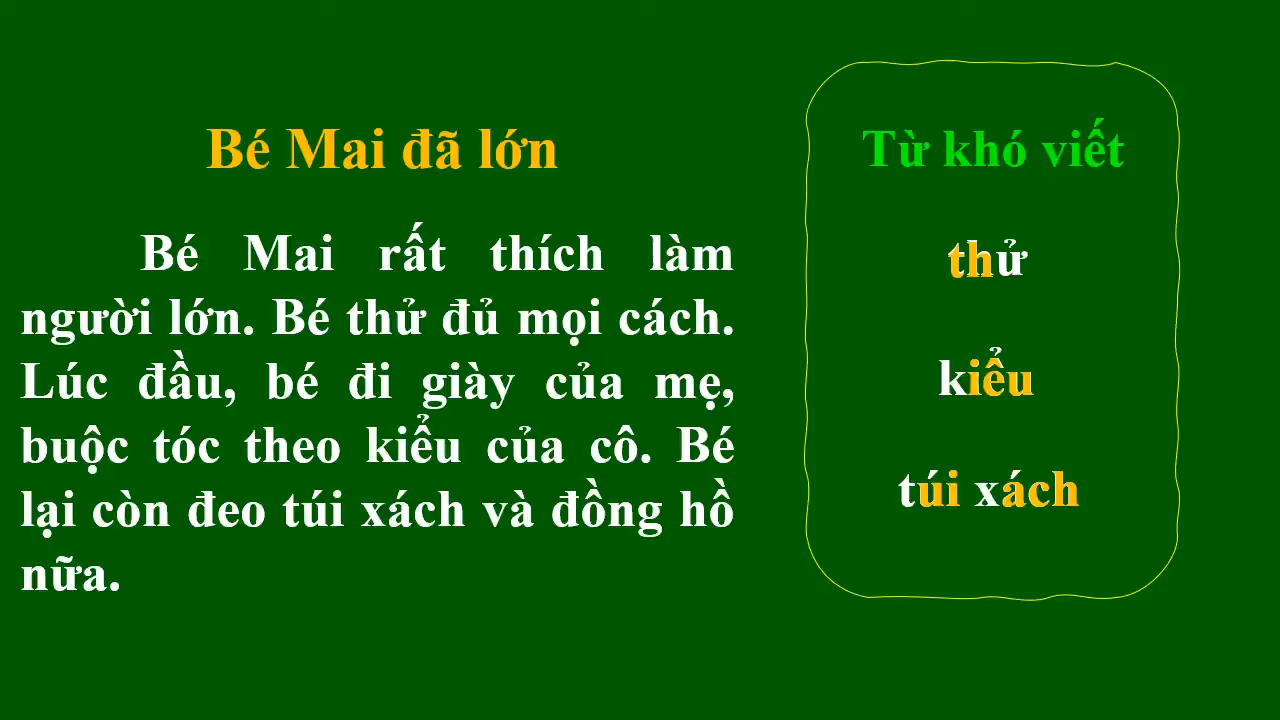 Bé Mai đã lớn
Bé Mai rất thích làm
người lớn. Bé thử đủ mọi cách.
Lúc đầu, bé đi giày của mẹ,
buộc tóc theo kiểu của cô. Bé
lại còn đeo túi xách và đồng hồ
nữa.
Từ khó viết
thử
kiểu
túi xách